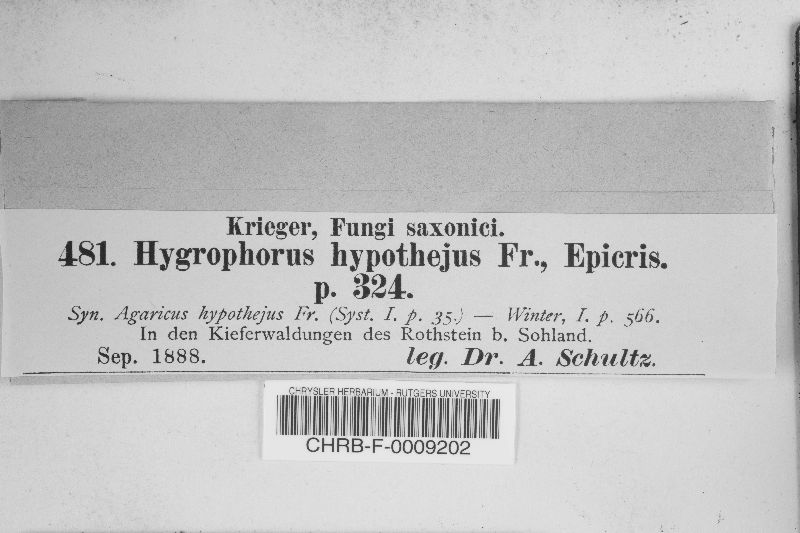 Krieger, Fungi saxonici.
481. Hygrophorus hypothejus Fr., Epicris.
p. 324.
Syn. Agaricus hypothejus Fr. (Syst. I. p. 35.) — Winter, I. p. 566.
In den Kieferwaldungen des Rothstein b. Sohland.
Sep. 1888. leg. Dr. A. Schultz.
CHRYSLER HERBARIUM - RUTGERS UNIVERSITY
CHRB-F-0009202